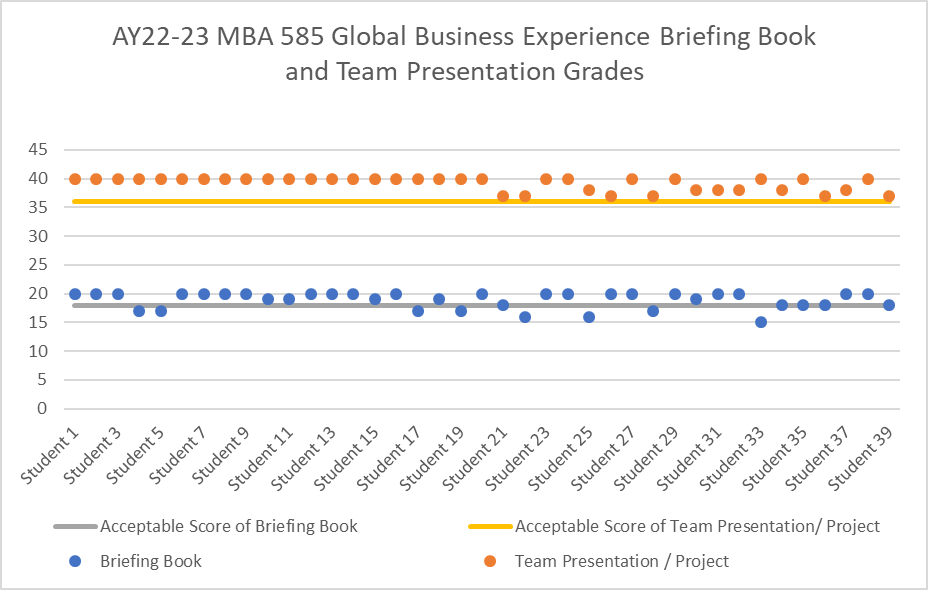 AY22-23 MBA 585 Global Business Experience Briefing Book
and Team Presentation Grades
45
40
35
30
25
20
15
10
5
0
Student 1
Student 3
Student 5
Student 7
Student 9
Student 11
Student 13
Student 15
Student 17
Student 19
Student 21
Student 23
Student 25
Student 27
Student 29
Student 31
Student 33
Student 35
Student 37
Student 39
Acceptable Score of Briefing Book
Acceptable Score of Team Presentation/ Project
Briefing Book
Team Presentation / Project